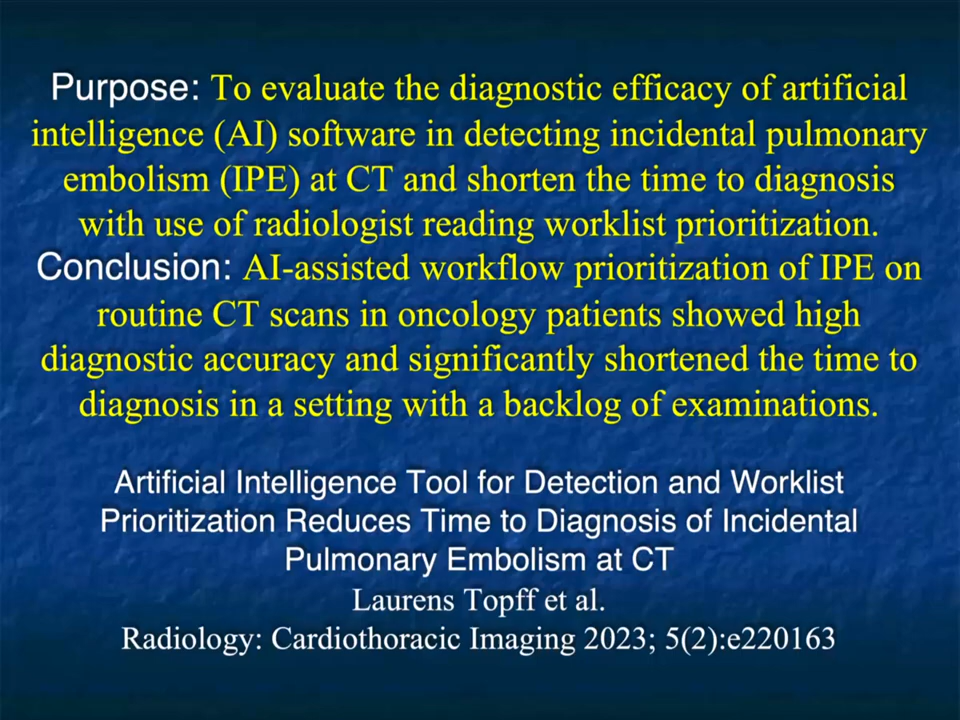 Purpose: To evaluate the diagnostic efficacy of artificial
intelligence (AI) software in detecting incidental pulmonary
embolism (IPE) at CT and shorten the time to diagnosis
with use of radiologist reading worklist prioritization.
Conclusion: AI-assisted workflow prioritization of IPE on
routine CT scans in oncology patients showed high
diagnostic accuracy and significantly shortened the time to
diagnosis in a setting with a backlog of examinations.
Artificial Intelligence Tool for Detection and Worklist
Prioritization Reduces Time to Diagnosis of Incidental
Pulmonary Embolism at CT
Laurens Topff et al.
Radiology: Cardiothoracic Imaging 2023; 5(2):e220163